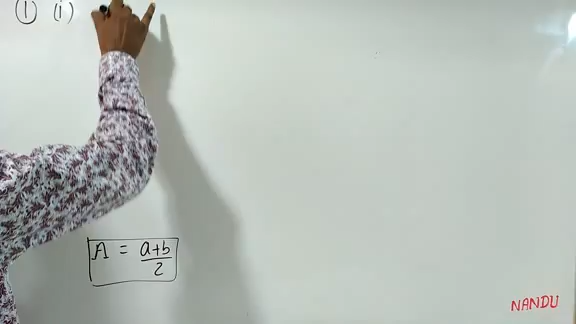 ① (i)
A = a+b/2
NANDU